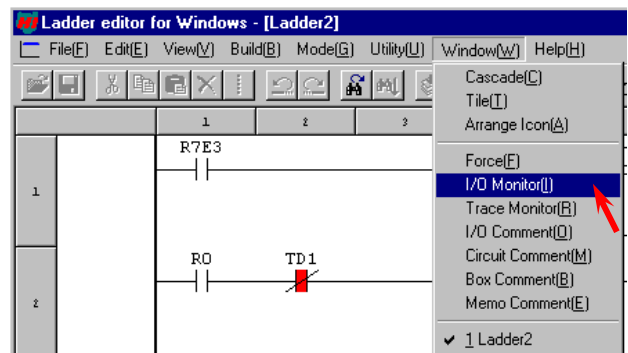 Ladder editor for Windows - [Ladder2]
File(F) Edit(E) View(V) Build(B) Mode(G) Utility(U) Window(W) Help(H)
Cascade(C)
Tile(T)
Arrange Icon(A)
1 2 3
R7E3
Force(F)
1
I/O Monitor(I)
Trace Monitor(R)
I/O Comment(O)
R0 TD1
Circuit Comment(M)
Box Comment(B)
2
Memo Comment(E)
1 Ladder2